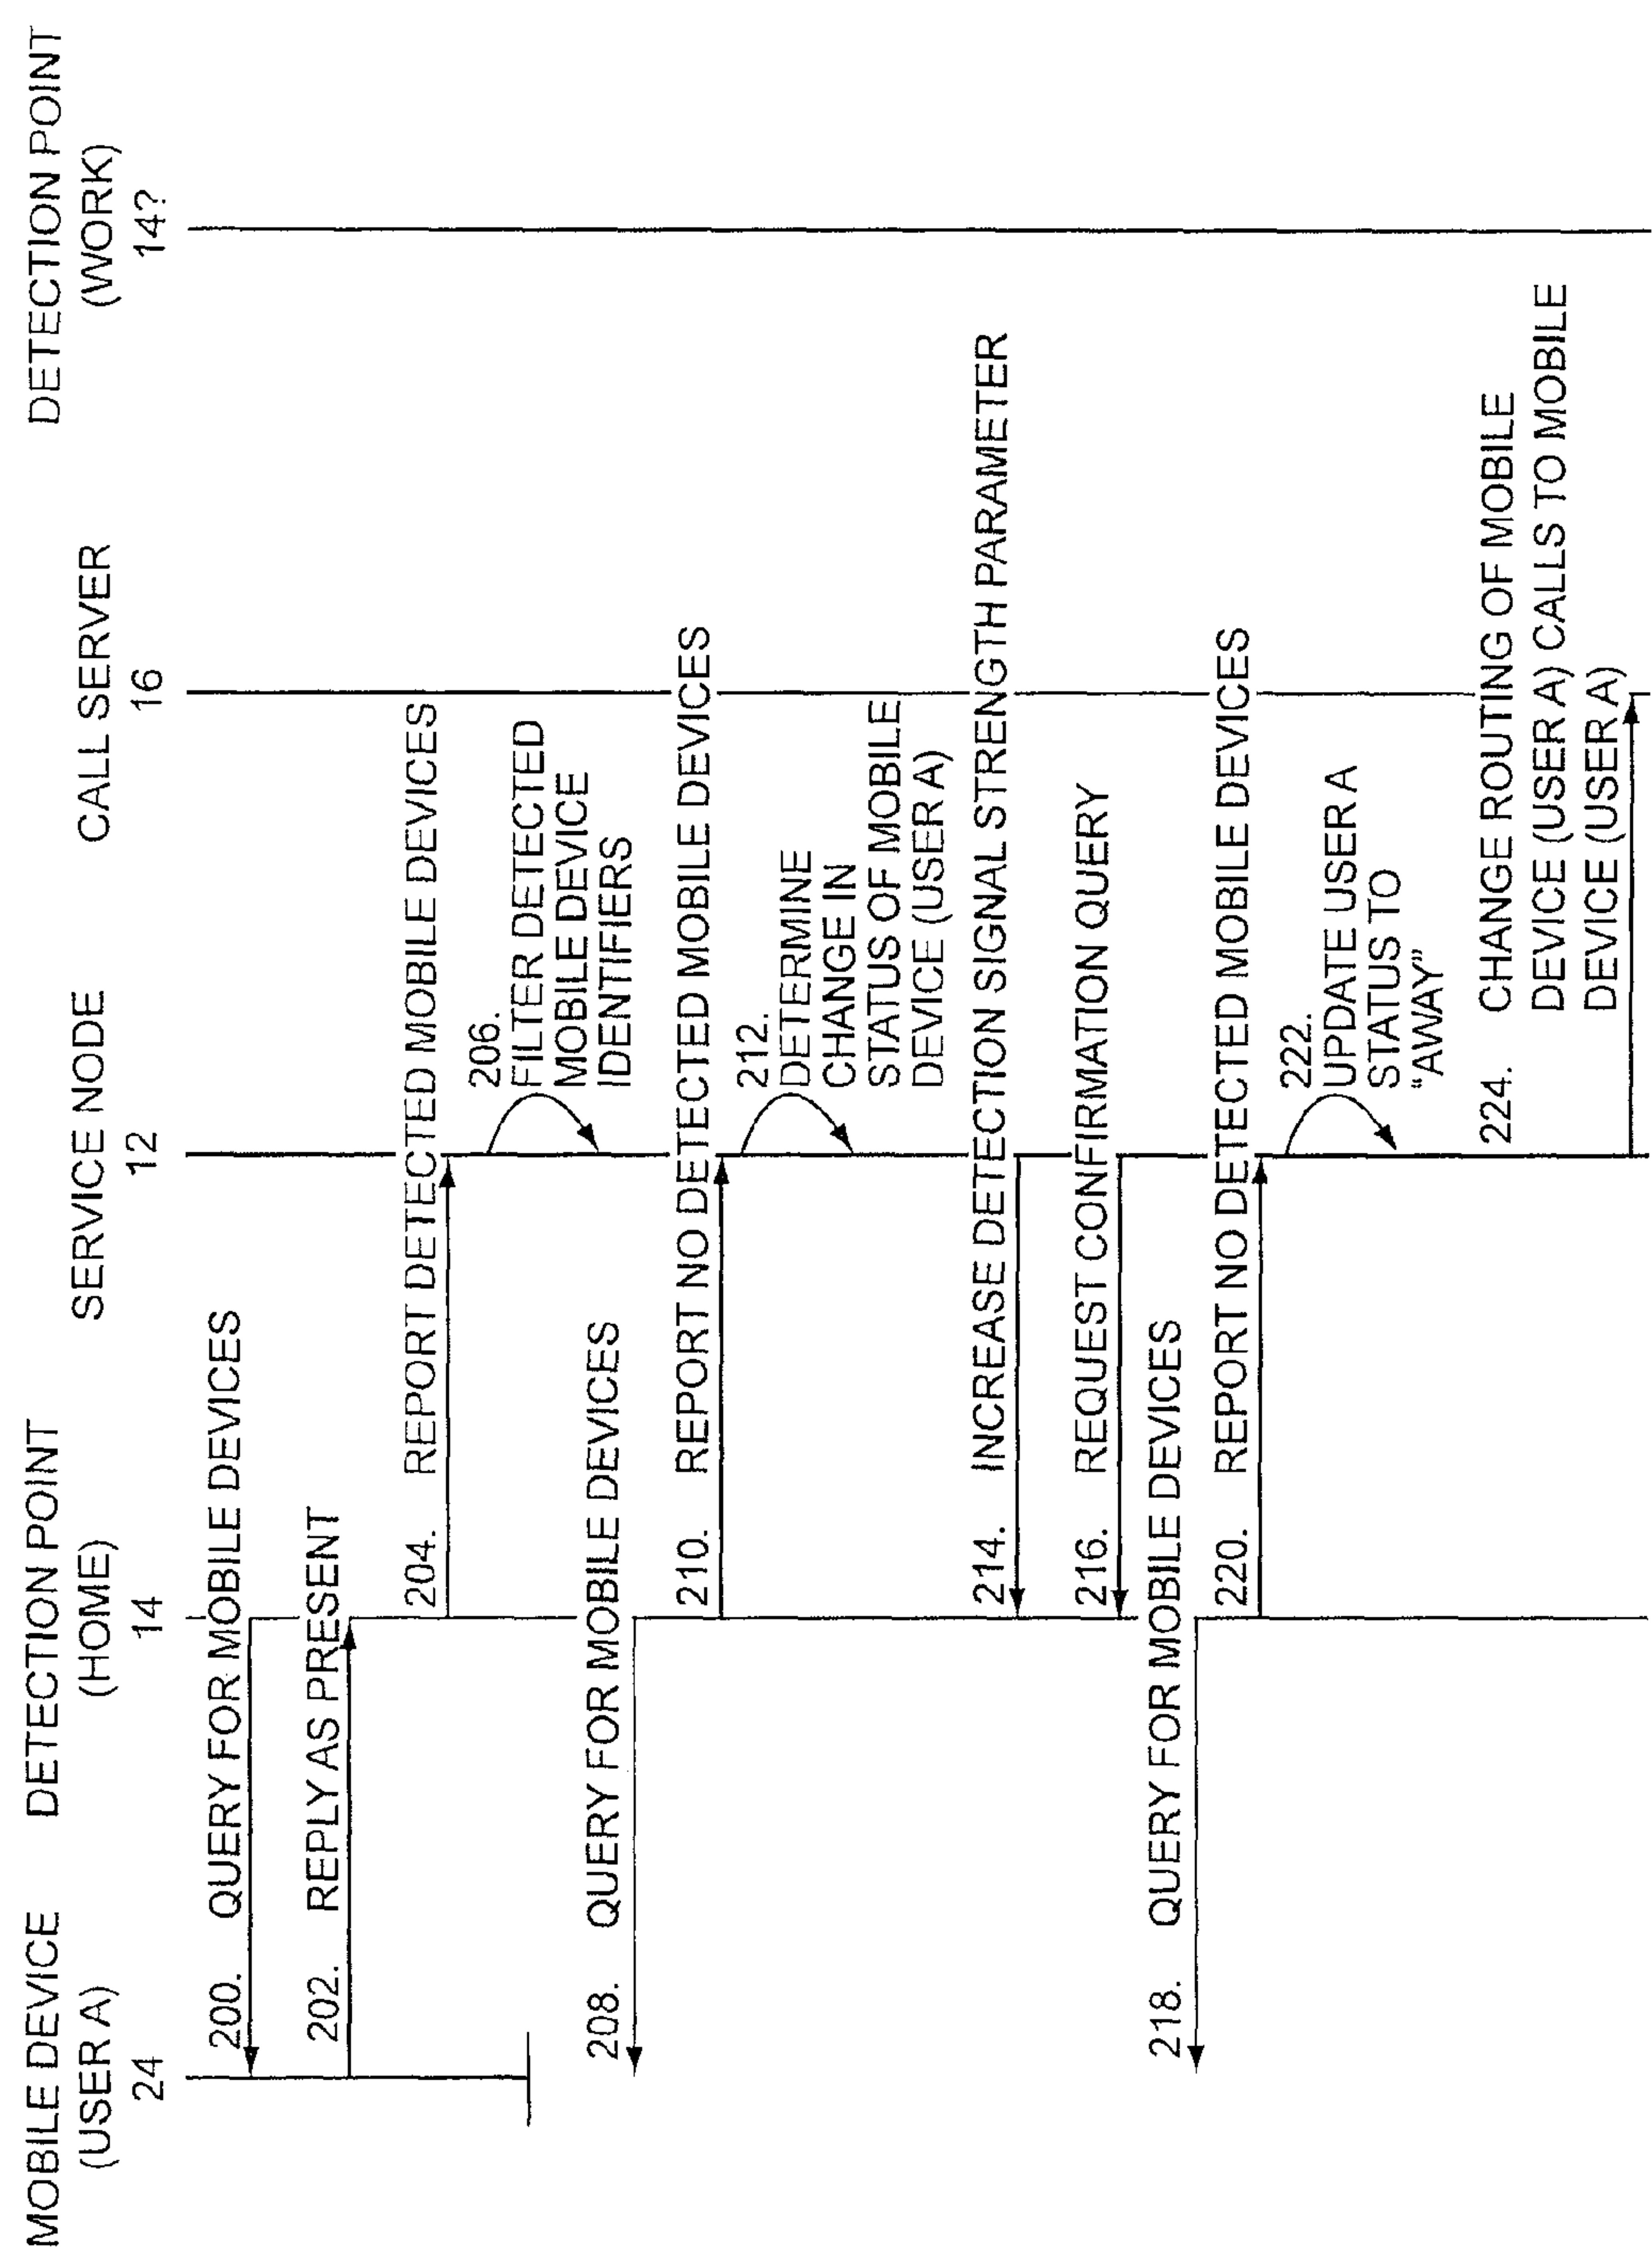 MOBILE DEVICE
(USER A)
24
DETECTION POINT
(HOME)
14
SERVICE NODE
12
CALL SERVER
16
DETECTION POINT
(WORK)
14?
200. QUERY FOR MOBILE DEVICES
202. REPLY AS PRESENT
204. REPORT DETECTED MOBILE DEVICES
206.
FILTER DETECTED
MOBILE DEVICE
IDENTIFIERS
208. QUERY FOR MOBILE DEVICES
210. REPORT NO DETECTED MOBILE DEVICES
212.
DETERMINE
CHANGE IN
STATUS OF MOBILE
DEVICE (USER A)
214. INCREASE DETECTION SIGNAL STRENGTH PARAMETER
216. REQUEST CONFIRMATION QUERY
218. QUERY FOR MOBILE DEVICES
220. REPORT NO DETECTED MOBILE DEVICES
222.
UPDATE USER A
STATUS TO
“AWAY”
224. CHANGE ROUTING OF MOBILE
DEVICE (USER A) CALLS TO MOBILE
DEVICE (USER A)